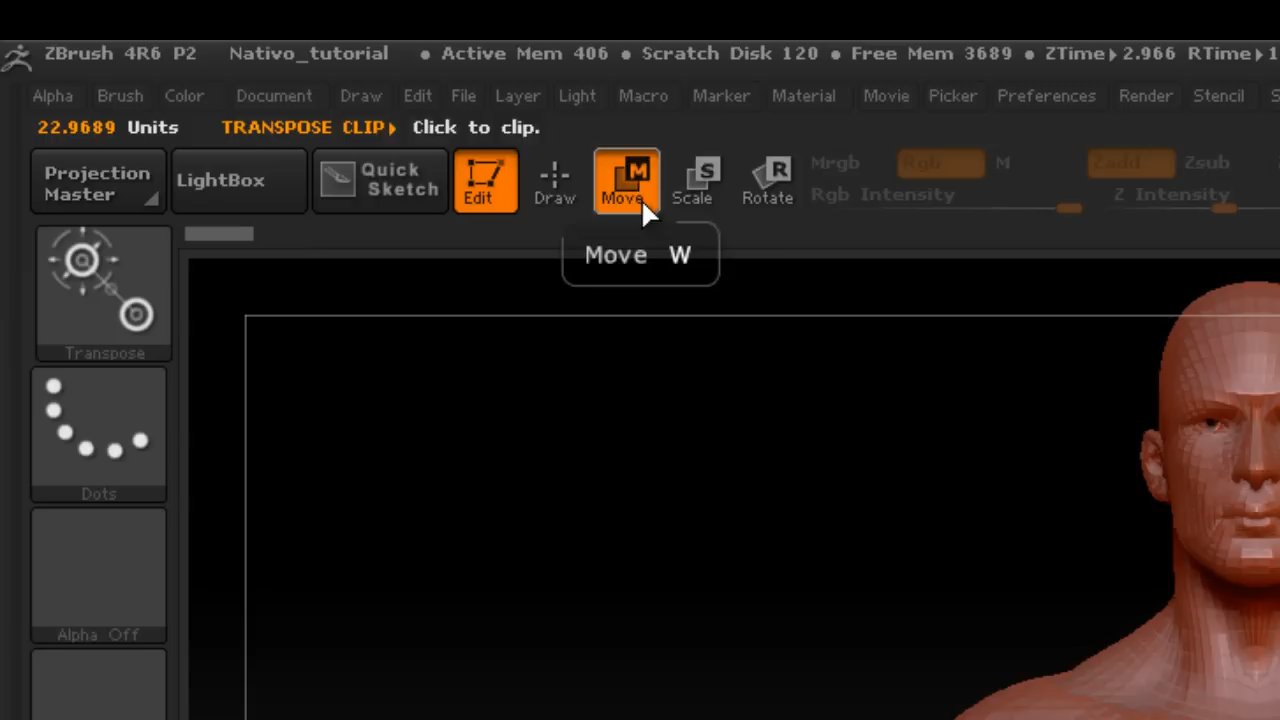 ZBrush 4R6 P2 Nativo_tutorial • Active Mem 406 • Scratch Disk 120 • Free Mem 3689 • ZTime▸2.966 RTime▸1
Alpha Brush Color Document Draw Edit File Layer Light Macro Marker Material Movie Picker Preferences Render Stencil S
22.9689 Units TRANSPOSE CLIP▸ Click to clip.
Projection Master
LightBox
Quick Sketch
Edit
Draw
M
Move
S
Scale
R
Rotate
Mrgb Rgb M Zadd Zsub
Rgb Intensity Z Intensity
Move W
Transpose
Dots
Alpha Off